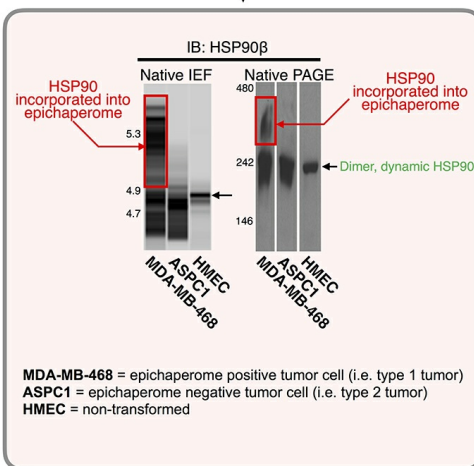 IB: HSP90β
Native IEF
Native PAGE
HSP90
incorporated into
epichaperome
HSP90
incorporated into
epichaperome
5.3
4.9
4.7
480
242
146
Dimer, dynamic HSP90
MDA-MB-468
ASPC1
HMEC
MDA-MB-468
ASPC1
HMEC
MDA-MB-468 = epichaperome positive tumor cell (i.e. type 1 tumor)
ASPC1 = epichaperome negative tumor cell (i.e. type 2 tumor)
HMEC = non-transformed